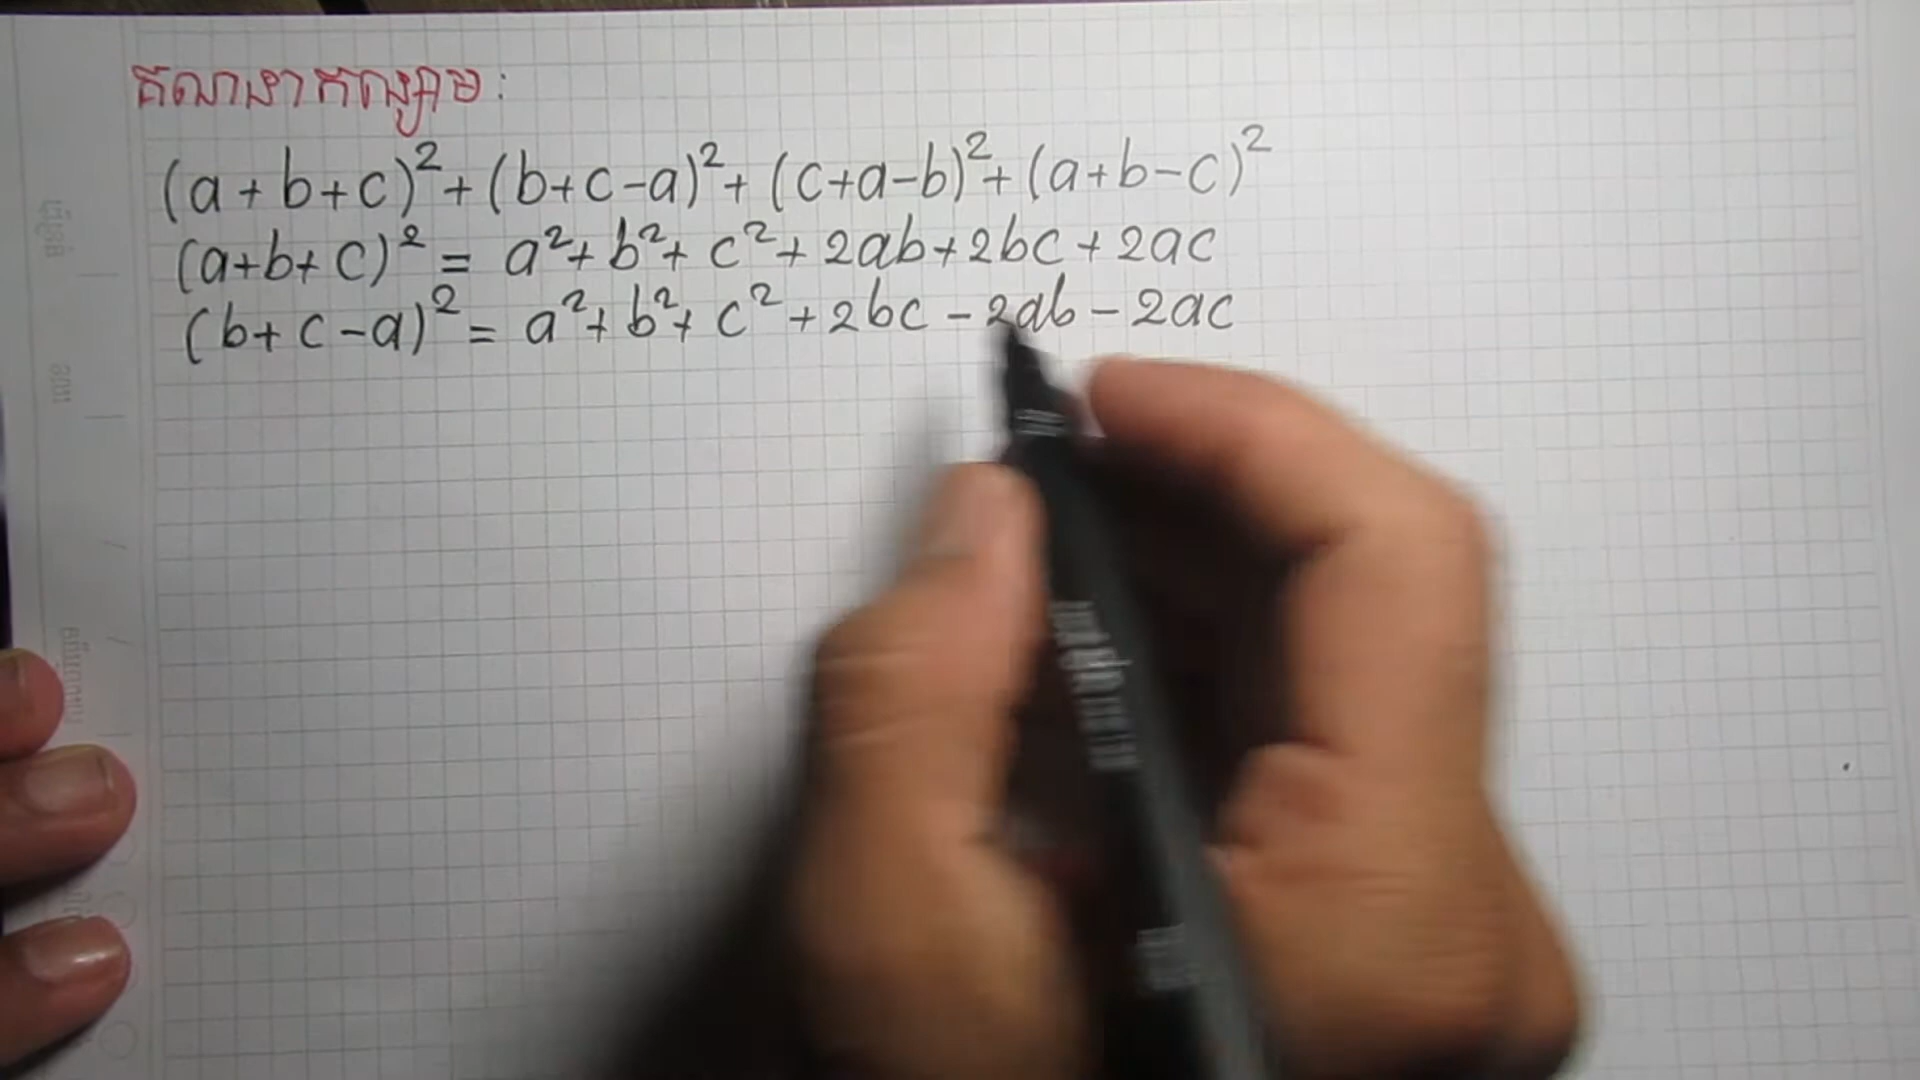 គណនាកន្សោម :
(a+b+c)²+(b+c-a)²+(c+a-b)²+(a+b-c)²
(a+b+c)² = a²+b²+c²+2ab+2bc+2ac
(b+c-a)² = a²+b²+c²+2bc-2ab-2ac